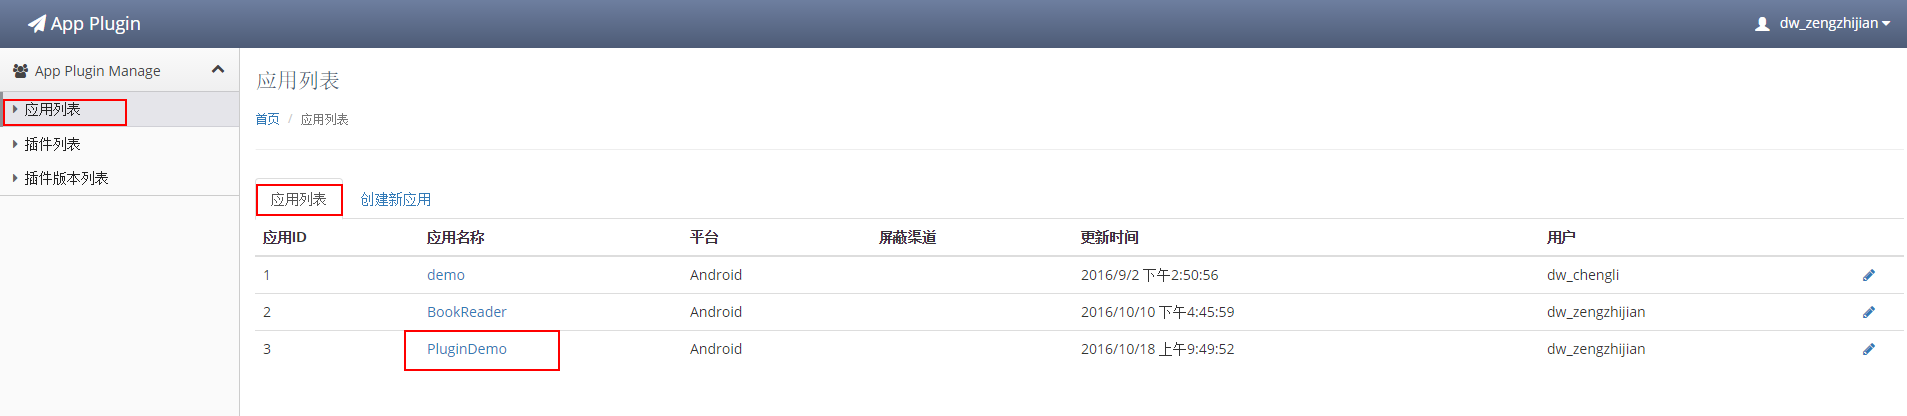 App Plugin
dw_zengzhijian
App Plugin Manage
应用列表
插件列表
插件版本列表
应用列表
首页 / 应用列表
应用列表 创建新应用
应用ID 应用名称 平台 屏蔽渠道 更新时间 用户
1 demo Android 2016/9/2 下午2:50:56 dw_chengli
2 BookReader Android 2016/10/10 下午4:45:59 dw_zengzhijian
3 PluginDemo Android 2016/10/18 上午9:49:52 dw_zengzhijian